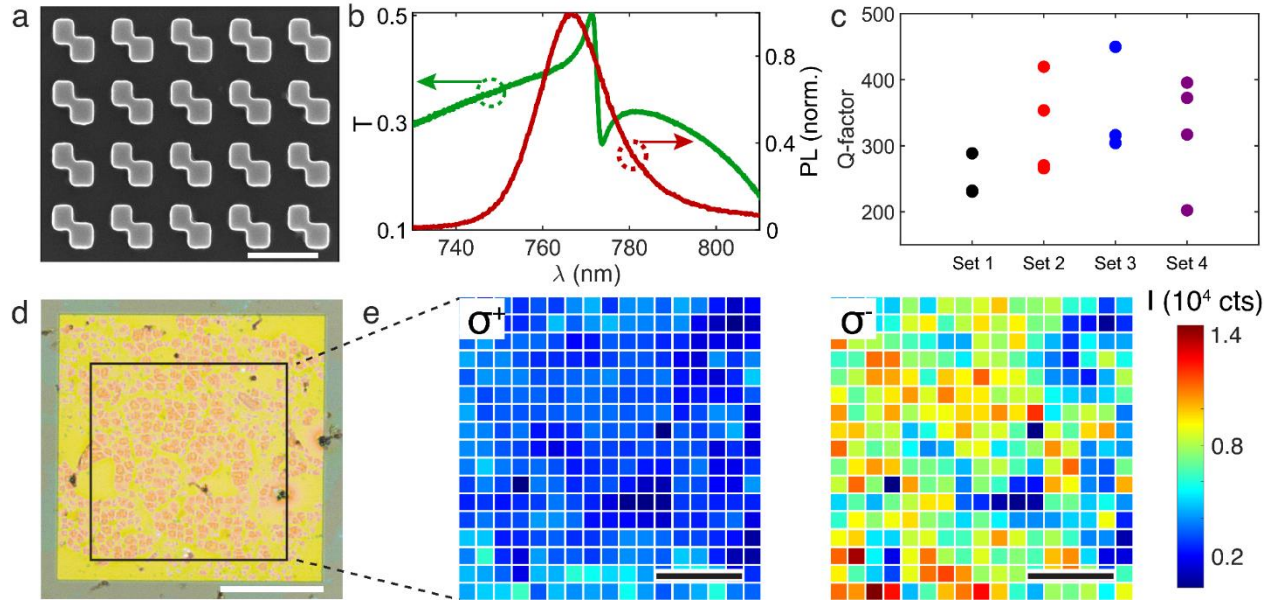 a
b
c
0.5
0.3
0.1
T
740
760
780
800
λ (nm)
0.8
0.4
0
PL (norm.)
500
400
300
200
Q-factor
Set 1
Set 2
Set 3
Set 4
d
e
σ+
σ-
I (10⁴ cts)
1.4
0.8
0.2